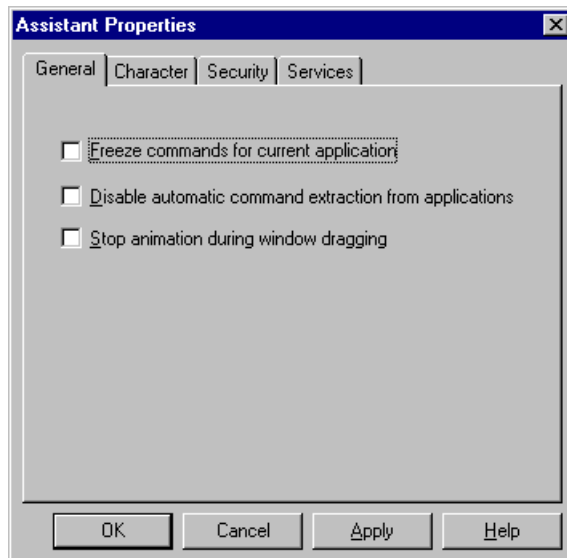 Assistant Properties
General Character Security Services
Freeze commands for current application
Disable automatic command extraction from applications
Stop animation during window dragging
OK Cancel Apply Help